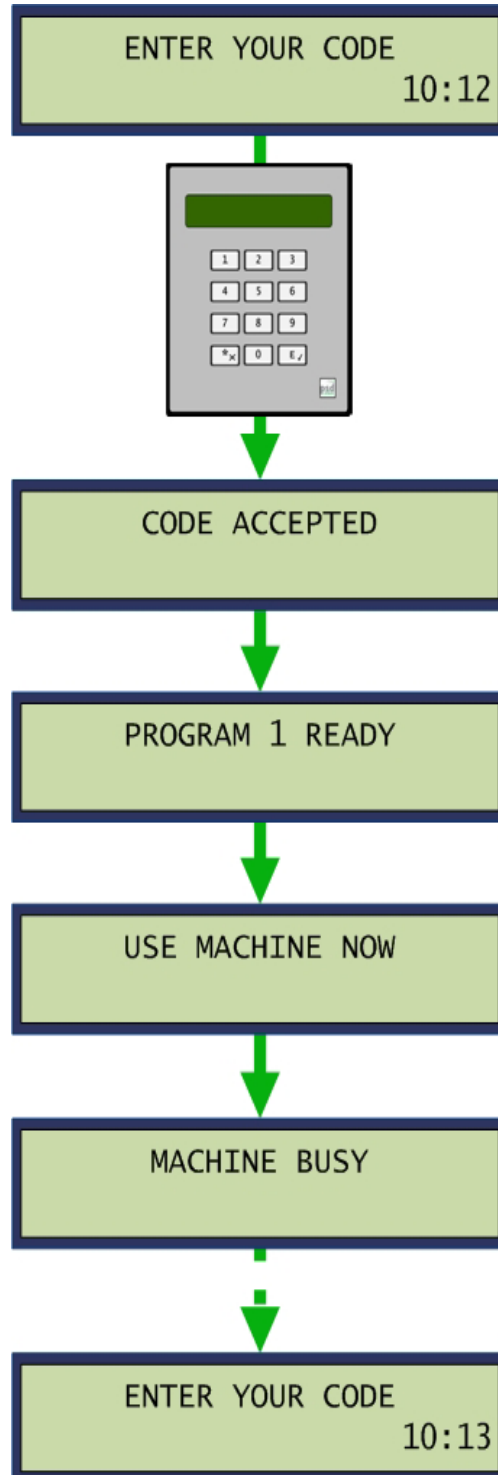 ENTER YOUR CODE
10:12
1 2 3
4 5 6
7 8 9
*x 0 E✓
psd
CODE ACCEPTED
PROGRAM 1 READY
USE MACHINE NOW
MACHINE BUSY
ENTER YOUR CODE
10:13